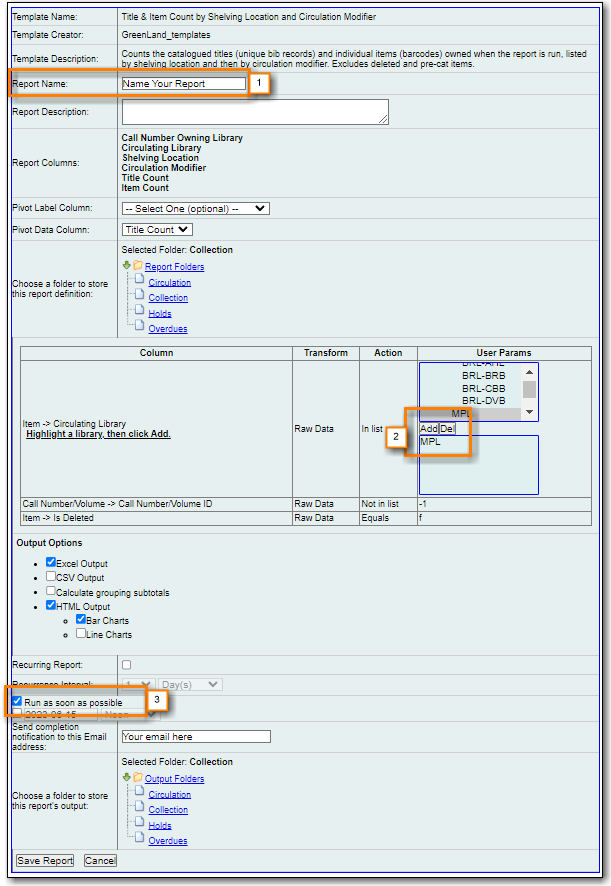 Template Name: Title & Item Count by Shelving Location and Circulation Modifier
Template Creator: GreenLand_templates
Template Description: Counts the catalogued titles (unique bib records) and individual items (barcodes) owned when the report is run, listed
by shelving location and then by circulation modifier. Excludes deleted and pre-cat items.
Report Name: Name Your Report 1
Report Description:
Report Columns:
Call Number Owning Library
Circulating Library
Shelving Location
Circulation Modifier
Title Count
Item Count
Pivot Label Column: -- Select One (optional) --
Pivot Data Column: Title Count
Choose a folder to store
this report definition:
Selected Folder: Collection
Report Folders
Circulation
Collection
Holds
Overdues
Column Transform Action User Params
Item -> Circulating Library
Highlight a library, then click Add.
Raw Data
In list
BRL-BRB
BRL-CBB
BRL-DVB
MPL
2
Add Del
MPL
Call Number/Volume -> Call Number/Volume ID Raw Data Not in list -1
Item -> Is Deleted Raw Data Equals f
Output Options
Excel Output
CSV Output
Calculate grouping subtotals
HTML Output
Bar Charts
Line Charts
Recurring Report:
Recurrence Interval: 1 Day(s)
Run as soon as possible 3
Send completion
notification to this Email
address:
Your email here
Choose a folder to store
this report's output:
Selected Folder: Collection
Output Folders
Circulation
Collection
Holds
Overdues
Save Report Cancel